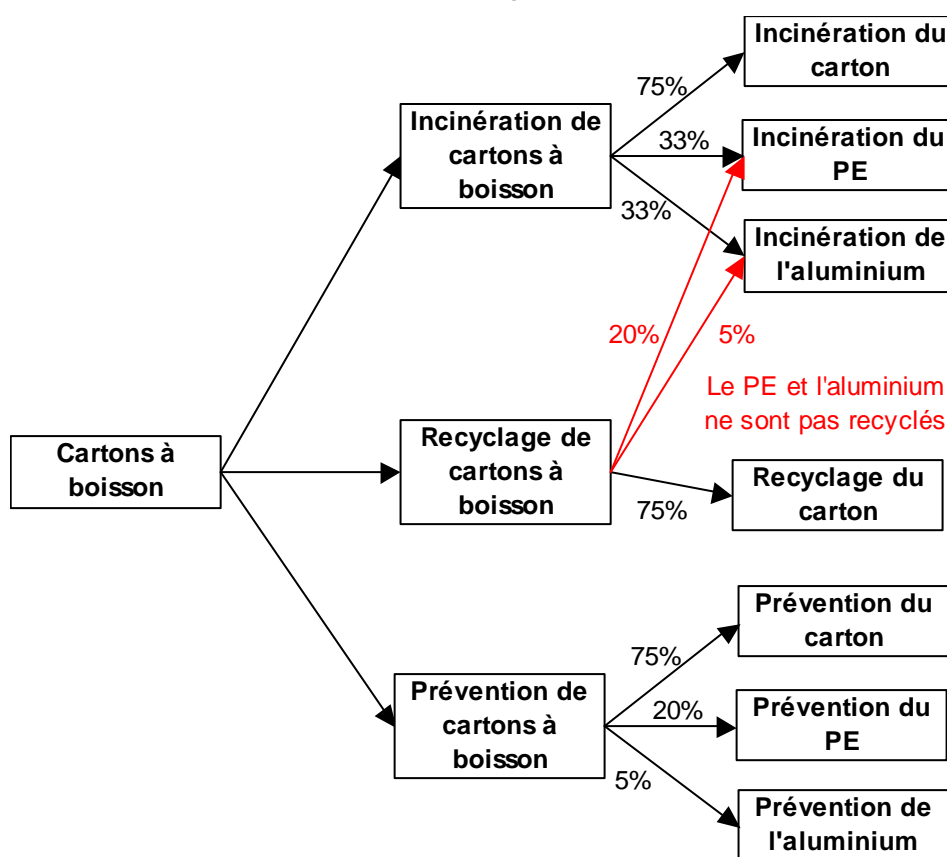 Incinération du
carton
75%
Incinération de
cartons à
boisson
33%
Incinération du
PE
33%
Incinération de
l'aluminium
20%
5%
Le PE et l'aluminium
ne sont pas recyclés
Cartons à
boisson
Recyclage de
cartons à
boisson
75%
Recyclage du
carton
Prévention du
carton
75%
Prévention de
cartons à
boisson
20%
Prévention du
PE
5%
Prévention de
l'aluminium